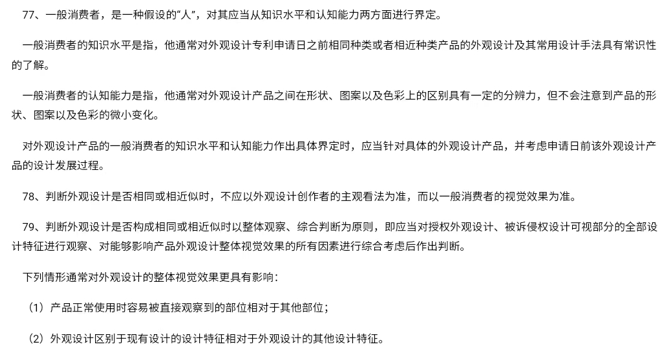 77、一般消费者，是一种假设的“人”，对其应当从知识水平和认知能力两方面进行界定。
一般消费者的知识水平是指，他通常对外观设计专利申请日之前相同种类或者相近种类产品的外观设计及其常用设计手法具有常识性
的了解。
一般消费者的认知能力是指，他通常对外观设计产品之间在形状、图案以及色彩上的区别具有一定的分辨力，但不会注意到产品的形
状、图案以及色彩的微小变化。
对外观设计产品的一般消费者的知识水平和认知能力作出具体界定时，应当针对具体的外观设计产品，并考虑申请日前该外观设计产
品的设计发展过程。
78、判断外观设计是否相同或相近似时，不应以外观设计创作者的主观看法为准，而以一般消费者的视觉效果为准。
79、判断外观设计是否构成相同或相近似时以整体观察、综合判断为原则，即应当对授权外观设计、被诉侵权设计可视部分的全部设
计特征进行观察、对能够影响产品外观设计整体视觉效果的所有因素进行综合考虑后作出判断。
下列情形通常对外观设计的整体视觉效果更具有影响：
（1）产品正常使用时容易被直接观察到的部位相对于其他部位；
（2）外观设计区别于现有设计的设计特征相对于外观设计的其他设计特征。